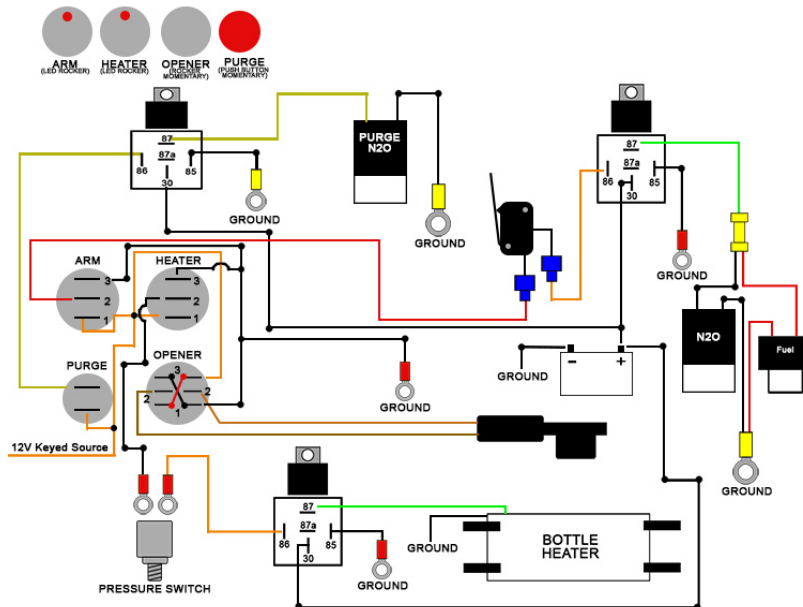 ARM
(LED ROCKER)
HEATER
(LED ROCKER)
OPENER
(ROCKER
MOMENTARY)
PURGE
(PUSH BUTTON
MOMENTARY)
87
87a
86
85
30
GROUND
PURGE
N2O
GROUND
87
87a
86
85
30
GROUND
ARM
3
2
1
HEATER
3
2
1
PURGE
OPENER
3
2
2
1
GROUND
12V Keyed Source
GROUND
- +
N2O
Fuel
GROUND
PRESSURE SWITCH
87
87a
86
85
30
GROUND
GROUND
BOTTLE
HEATER